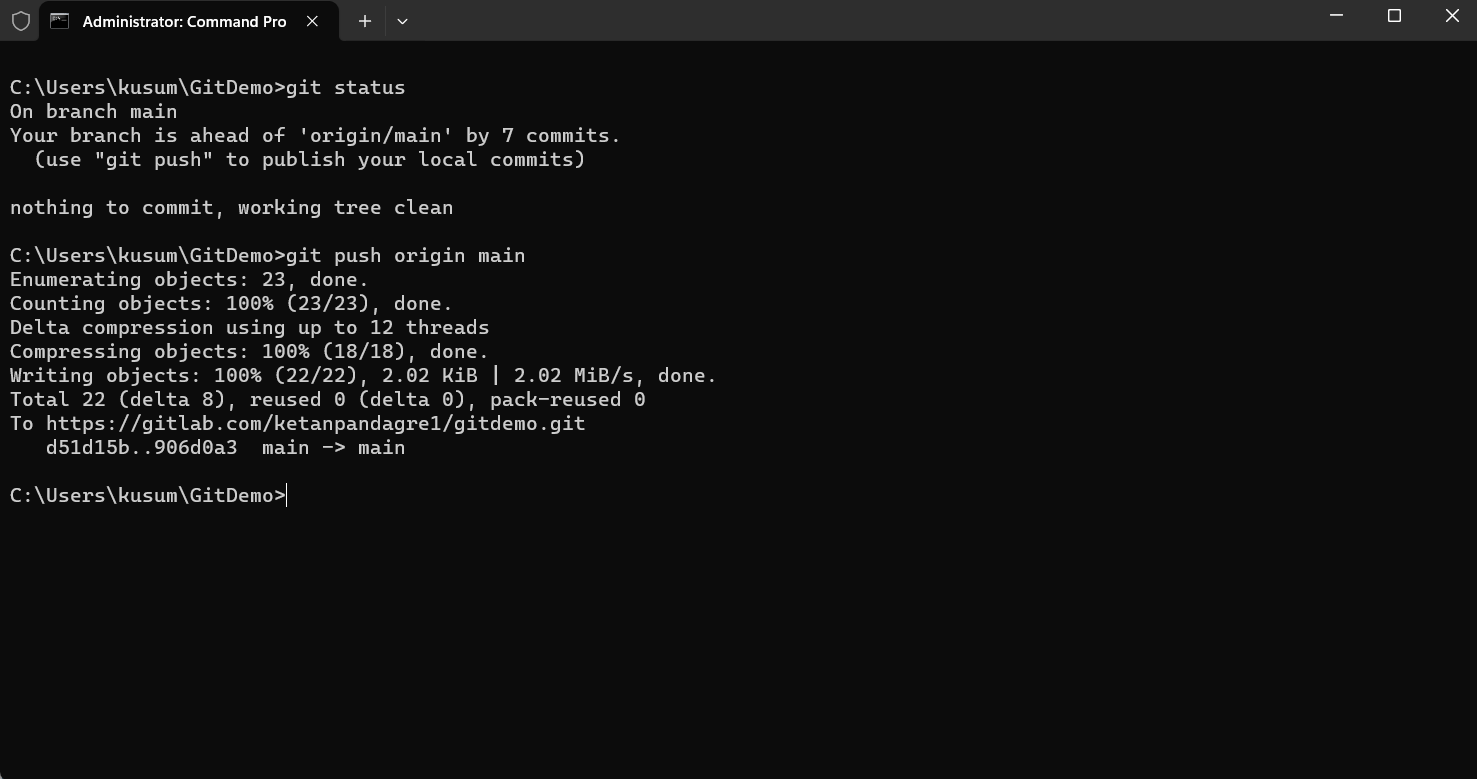 Administrator: Command Pro
C:\Users\kusum\GitDemo>git status
On branch main
Your branch is ahead of 'origin/main' by 7 commits.
  (use "git push" to publish your local commits)

nothing to commit, working tree clean

C:\Users\kusum\GitDemo>git push origin main
Enumerating objects: 23, done.
Counting objects: 100% (23/23), done.
Delta compression using up to 12 threads
Compressing objects: 100% (18/18), done.
Writing objects: 100% (22/22), 2.02 KiB | 2.02 MiB/s, done.
Total 22 (delta 8), reused 0 (delta 0), pack-reused 0
To https://gitlab.com/ketanpandagre1/gitdemo.git
   d51d15b..906d0a3  main -> main

C:\Users\kusum\GitDemo>